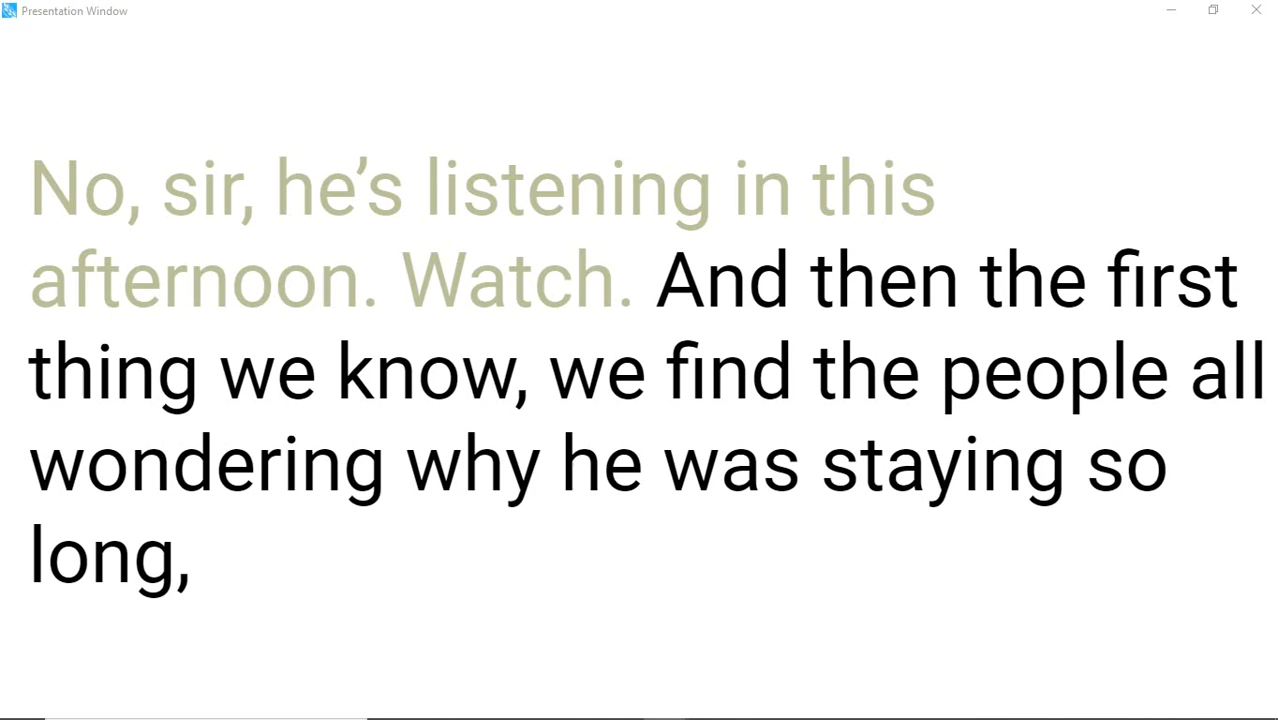 Presentation Window
No, sir, he’s listening in this
afternoon. Watch. And then the first
thing we know, we find the people all
wondering why he was staying so
long,